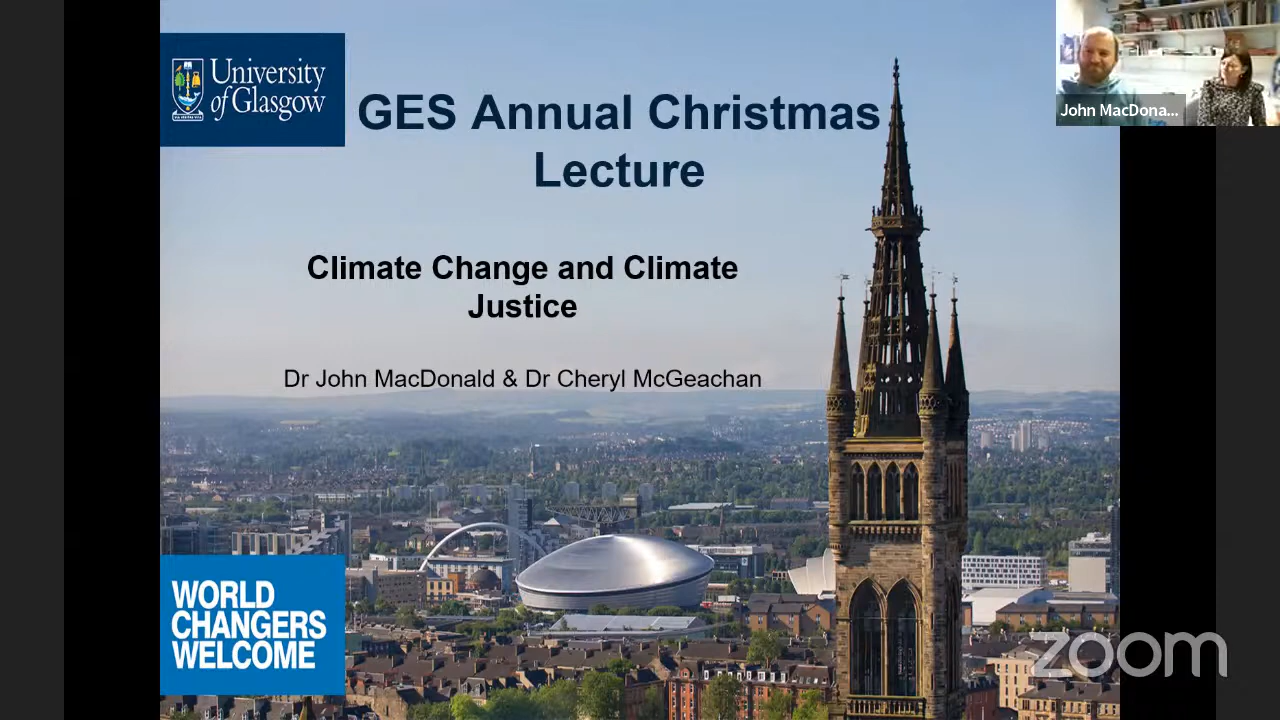 University
of Glasgow
GES Annual Christmas
Lecture
John MacDona...
Climate Change and Climate
Justice
Dr John MacDonald & Dr Cheryl McGeachan
WORLD
CHANGERS
WELCOME
zoom